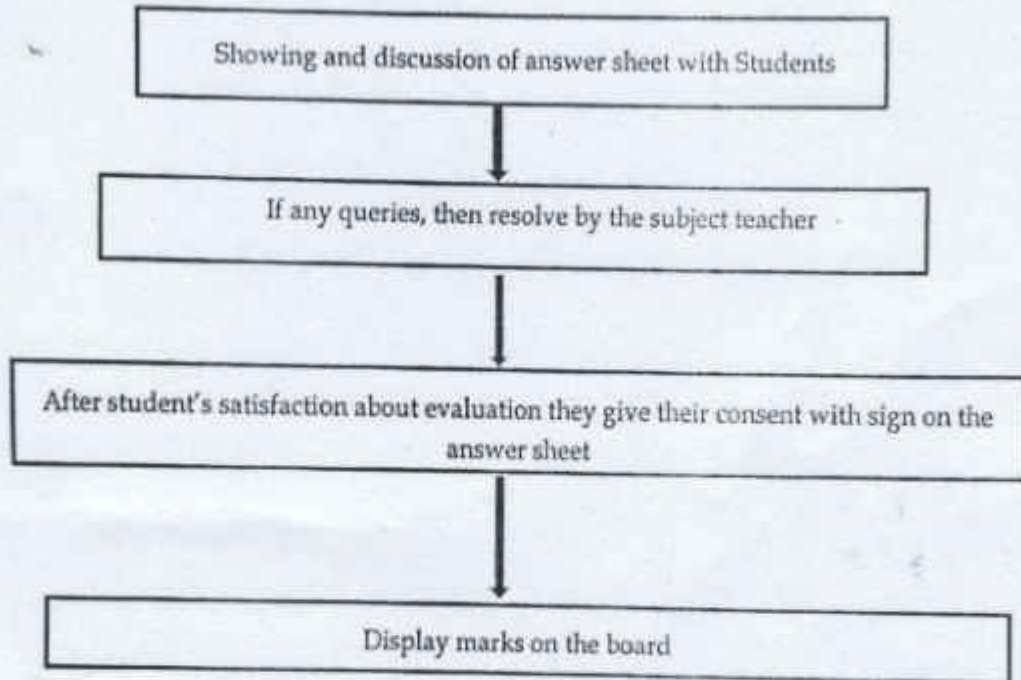 Showing and discussion of answer sheet with Students
If any queries, then resolve by the subject teacher
After student's satisfaction about evaluation they give their consent with sign on the
answer sheet
Display marks on the board